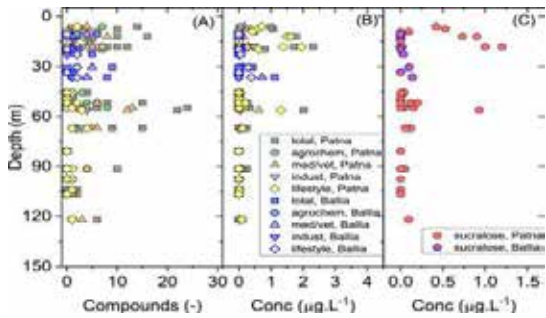 (A)
(B)
(C)
Depth (m)
0
30
60
90
120
150
0 10 20 30
Compounds (-)
0 1 2 3 4
Conc (µg.L⁻¹)
0.0 0.5 1.0 1.5
Conc (µg.L⁻¹)
total, Patna
agrochem, Patna
med/vet, Patna
indust, Patna
lifestyle, Patna
total, Ballia
agrochem, Ballia
med/vet, Ballia
indust, Ballia
lifestyle, Ballia
sucralose, Patna
sucralose, Ballia